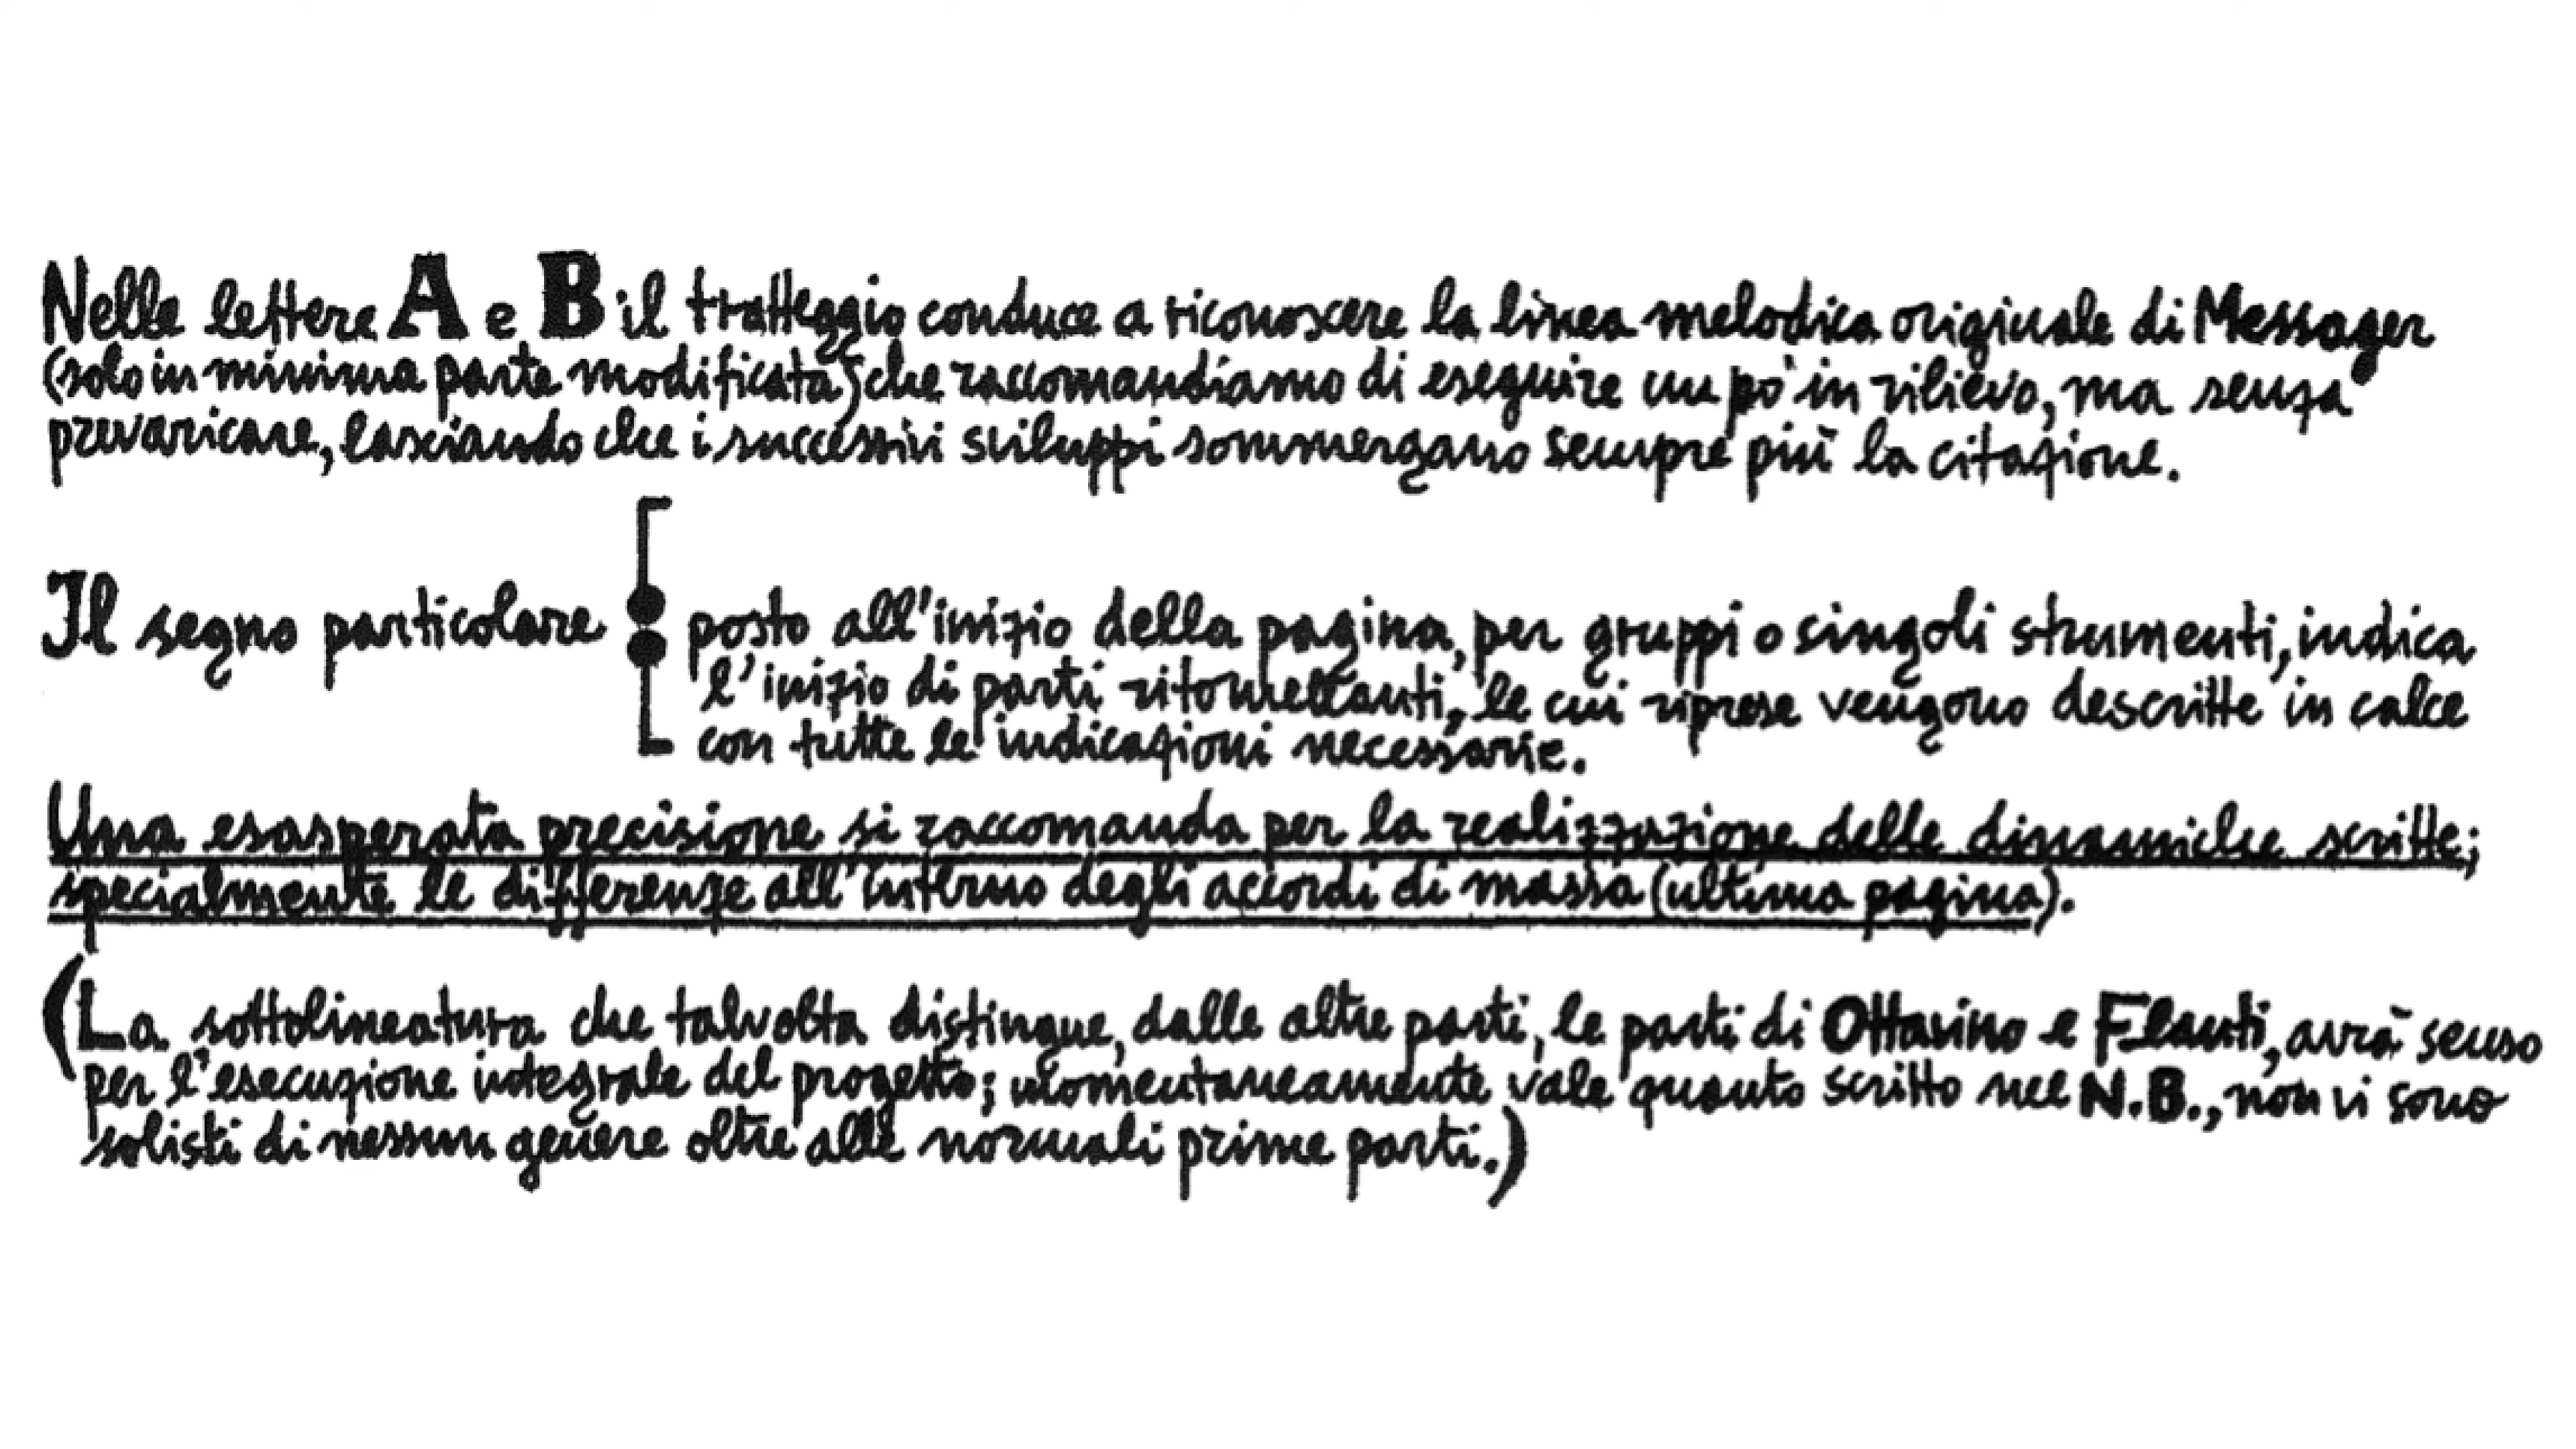 Nelle lettere A e B il tratteggio conduce a riconoscere la linea melodica originale di Messager
(solo in minima parte modificata) che raccomandiamo di eseguire un pò in rilievo, ma senza
prevaricare, lasciando che i successivi sviluppi sommergano sempre più la citazione.
Il segno particolare posto all'inizio della pagina, per gruppi o singoli strumenti, indica
l'inizio di parti ritornellanti, le cui riprese vengono descritte in calce
con tutte le indicazioni necessarie.
Una esasperata precisione si raccomanda per la realizzazione delle dinamiche scritte;
specialmente le differenze all'interno degli accordi di massa (ultima pagina).
(La sottolineatura che talvolta distingue, dalle altre parti, le parti di Ottavino e Flauti, avrà senso
per l'esecuzione integrale del progetto; momentaneamente vale quanto scritto nel N.B., non vi sono
solisti di nessun genere oltre alle normali prime parti.)